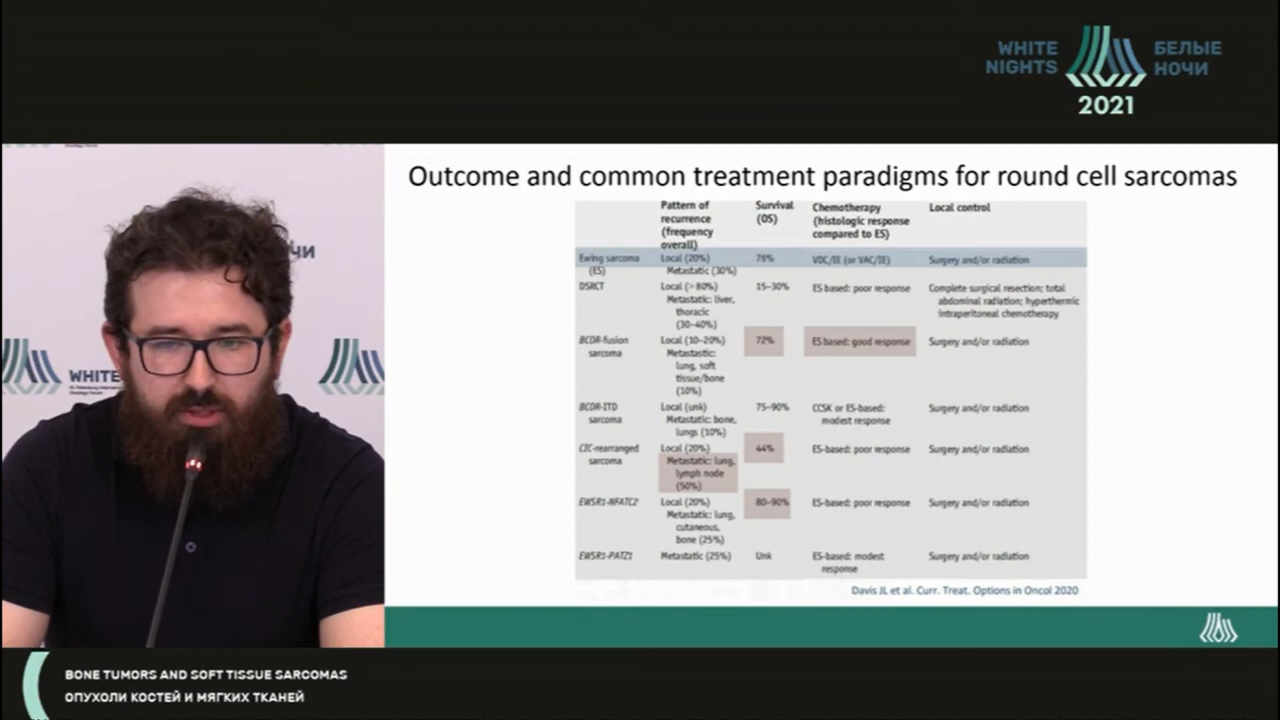 WHITE NIGHTS
БЕЛЫЕ НОЧИ
2021
Outcome and common treatment paradigms for round cell sarcomas
Pattern of recurrence (frequency overall) Survival (OS) Chemotherapy (histologic response compared to ES) Local control
Ewing sarcoma (ES) Local (20%) Metastatic (30%) 76% VDC/IE (or VAC/IE) Surgery and/or radiation
DSRCT Local (> 80%) Metastatic: liver, thoracic (30–40%) 15–30% ES based: poor response Complete surgical resection; total abdominal radiation; hyperthermic intraperitoneal chemotherapy
BCOR-fusion sarcoma Local (10–20%) Metastastic: lung, soft tissue/bone (10%) 72% ES based: good response Surgery and/or radiation
BCOR-ITD sarcoma Local (unk) Metastatic: bone, lungs (10%) 75–90% CCSK or ES-based: modest response Surgery and/or radiation
CIC-rearranged sarcoma Local (20%) Metastatic: lung, lymph node (50%) 44% ES-based: poor response Surgery and/or radiation
EWSR1-NFATC2 Local (20%) Metastatic: lung, cutaneous, bone (25%) 80–90% ES-based: poor response Surgery and/or radiation
EWSR1-PATZ1 Metastatic (25%) Unk ES-based: modest response Surgery and/or radiation
Davis JL et al. Curr. Treat. Options in Oncol 2020
ЧИ
WHITE
BONE TUMORS AND SOFT TISSUE SARCOMAS
ОПУХОЛИ КОСТЕЙ И МЯГКИХ ТКАНЕЙ